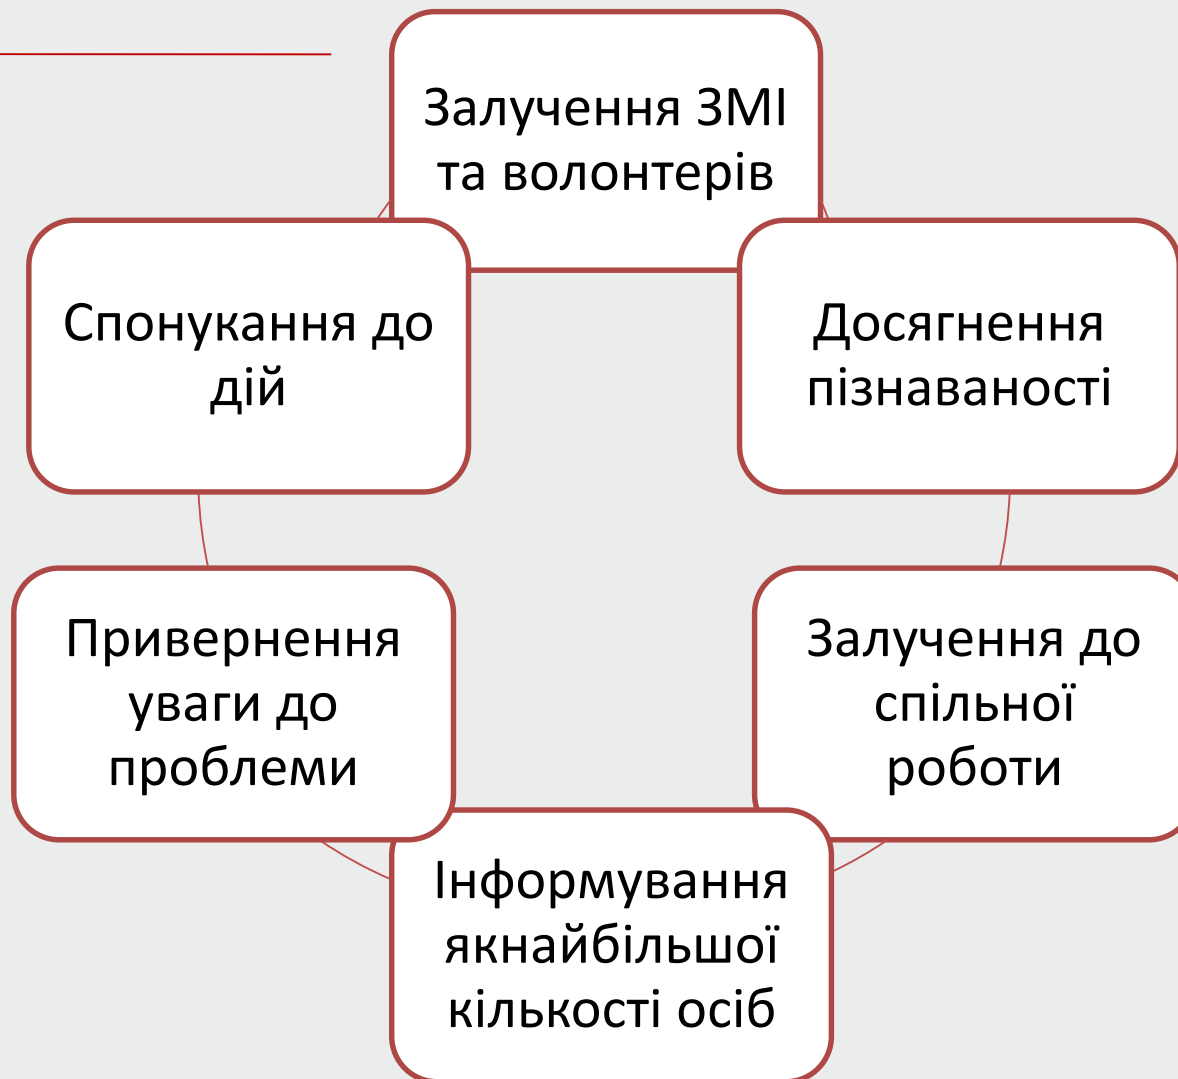 Залучення ЗМІ
та волонтерів
Досягнення
пізнаваності
Залучення до
спільної
роботи
Інформування
якнайбільшої
кількості осіб
Привернення
уваги до
проблеми
Спонукання до
дій